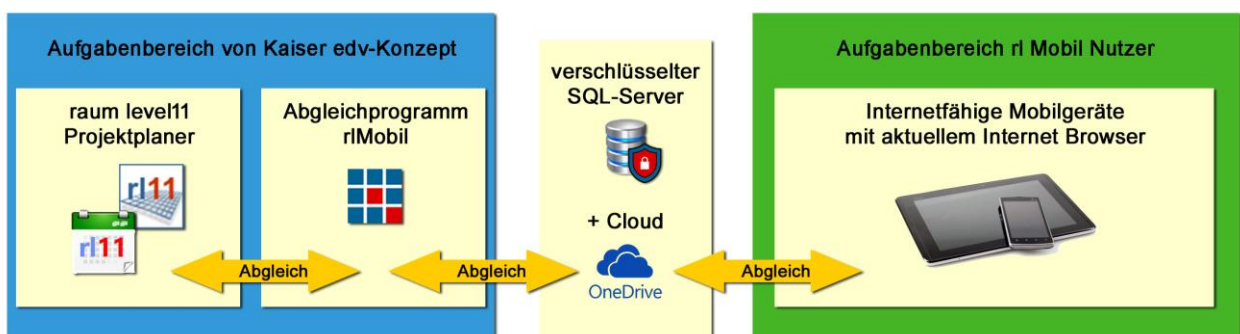 Aufgabenbereich von Kaiser edv-Konzept
raum level11
Projektplaner
rl11
rl11
Abgleichprogramm
rlMobil
verschlüsselter
SQL-Server
+ Cloud
OneDrive
Aufgabenbereich rl Mobil Nutzer
Internetfähige Mobilgeräte
mit aktuellem Internet Browser
Abgleich
Abgleich
Abgleich